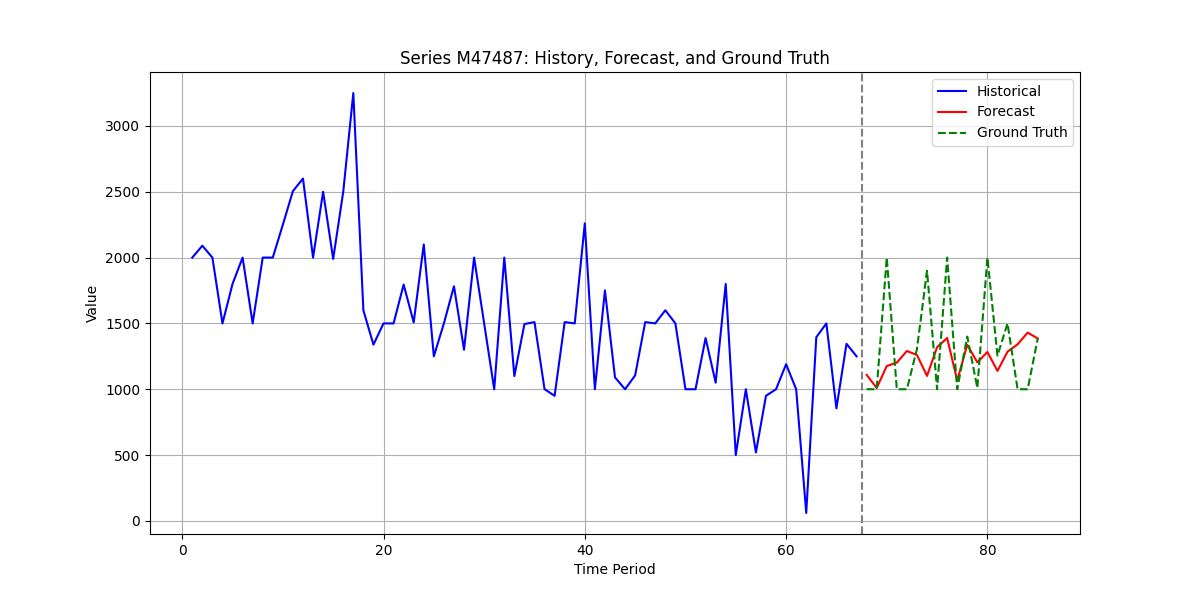 Series M47487: History, Forecast, and Ground Truth
Historical
Forecast
Ground Truth
Value
3000
2500
2000
1500
1000
500
0
0 20 40 60 80
Time Period